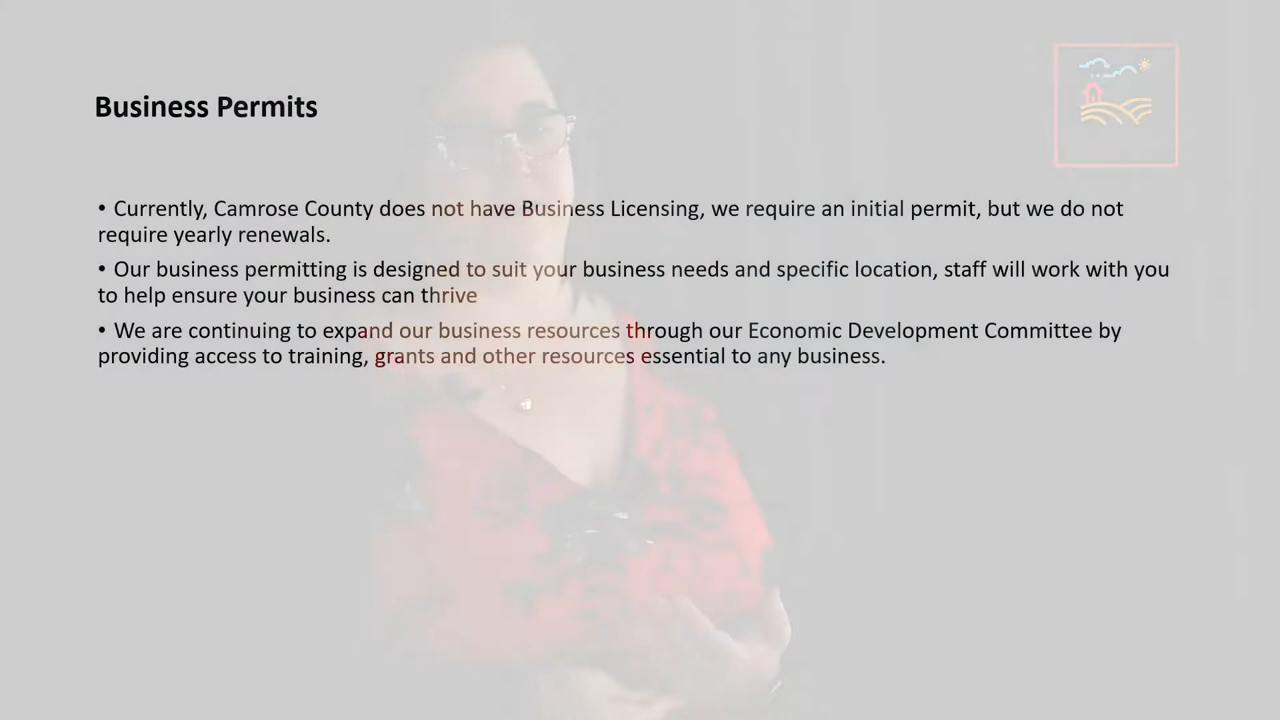 Business Permits
• Currently, Camrose County does not have Business Licensing, we require an initial permit, but we do not
require yearly renewals.
• Our business permitting is designed to suit your business needs and specific location, staff will work with you
to help ensure your business can thrive
• We are continuing to expand our business resources through our Economic Development Committee by
providing access to training, grants and other resources essential to any business.